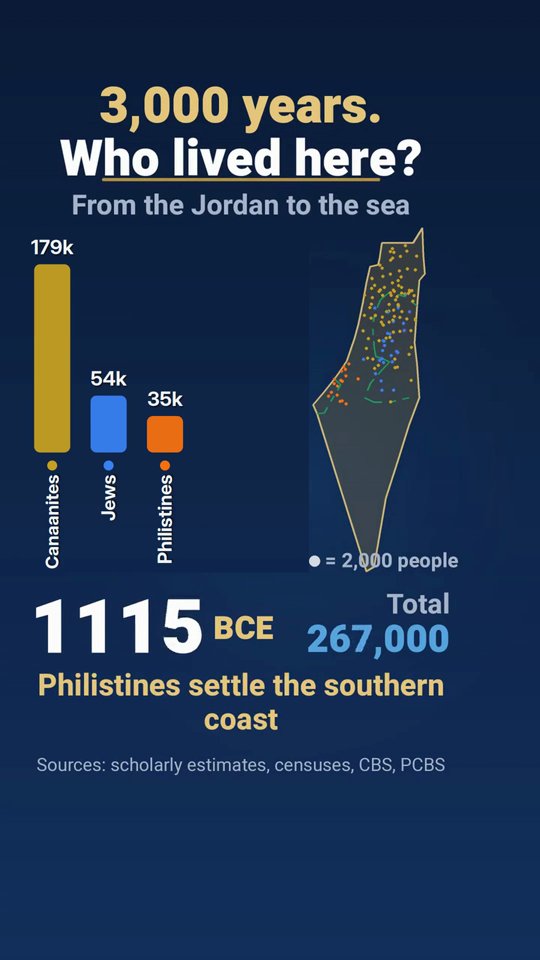 3,000 years.
Who lived here?
From the Jordan to the sea
179k
54k
35k
Canaanites
Jews
Philistines
= 2,000 people
1115 BCE
Total
267,000
Philistines settle the southern
coast
Sources: scholarly estimates, censuses, CBS, PCBS